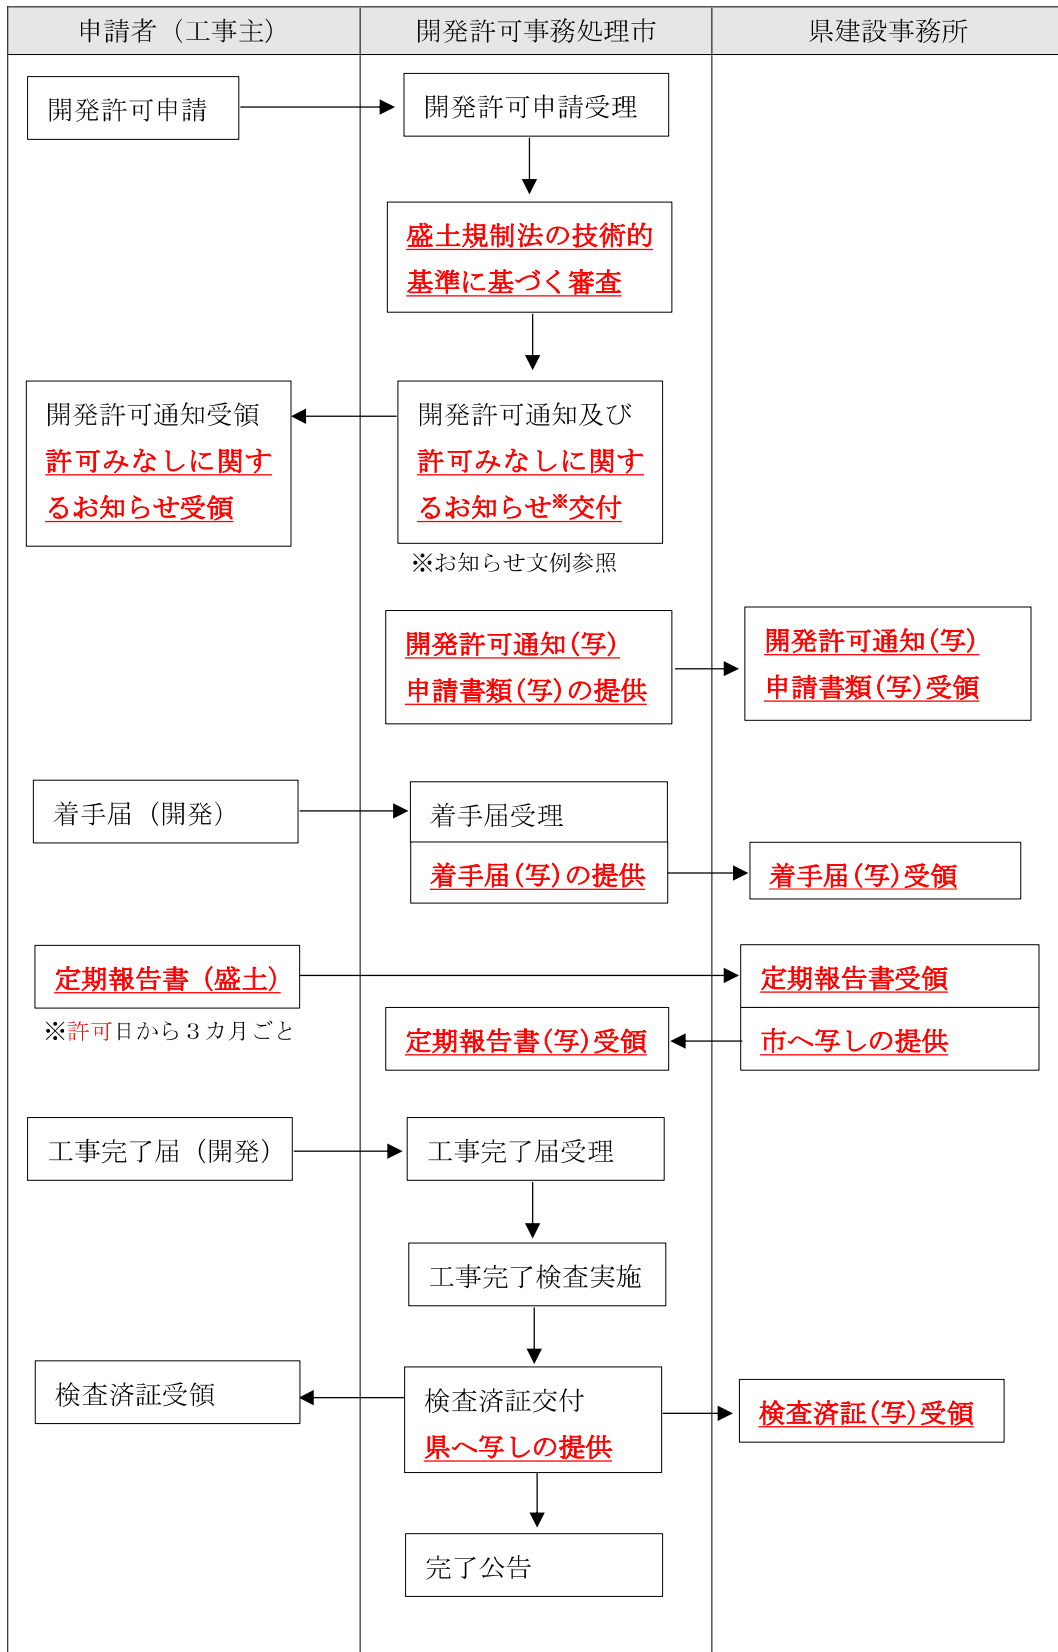 申請者（工事主）
開発許可事務処理市
県建設事務所
開発許可申請
開発許可申請受理
盛土規制法の技術的
基準に基づく審査
開発許可通知受領
許可みなしに関す
るお知らせ受領
開発許可通知及び
許可みなしに関す
るお知らせ※交付
※お知らせ文例参照
開発許可通知(写)
申請書類(写)の提供
開発許可通知(写)
申請書類(写)受領
着手届（開発）
着手届受理
着手届(写)の提供
着手届(写)受領
定期報告書（盛土）
※許可日から３カ月ごと
定期報告書受領
市へ写しの提供
定期報告書(写)受領
工事完了届（開発）
工事完了届受理
工事完了検査実施
検査済証受領
検査済証交付
県へ写しの提供
検査済証(写)受領
完了公告